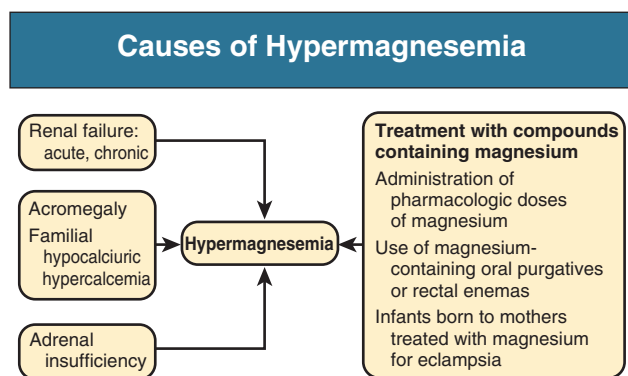 Causes of Hypermagnesemia
Renal failure:
acute, chronic
Acromegaly
Familial
hypocalciuric
hypercalcemia
Adrenal
insufficiency
Hypermagnesemia
Treatment with compounds
containing magnesium
Administration of
pharmacologic doses
of magnesium
Use of magnesium-
containing oral purgatives
or rectal enemas
Infants born to mothers
treated with magnesium
for eclampsia